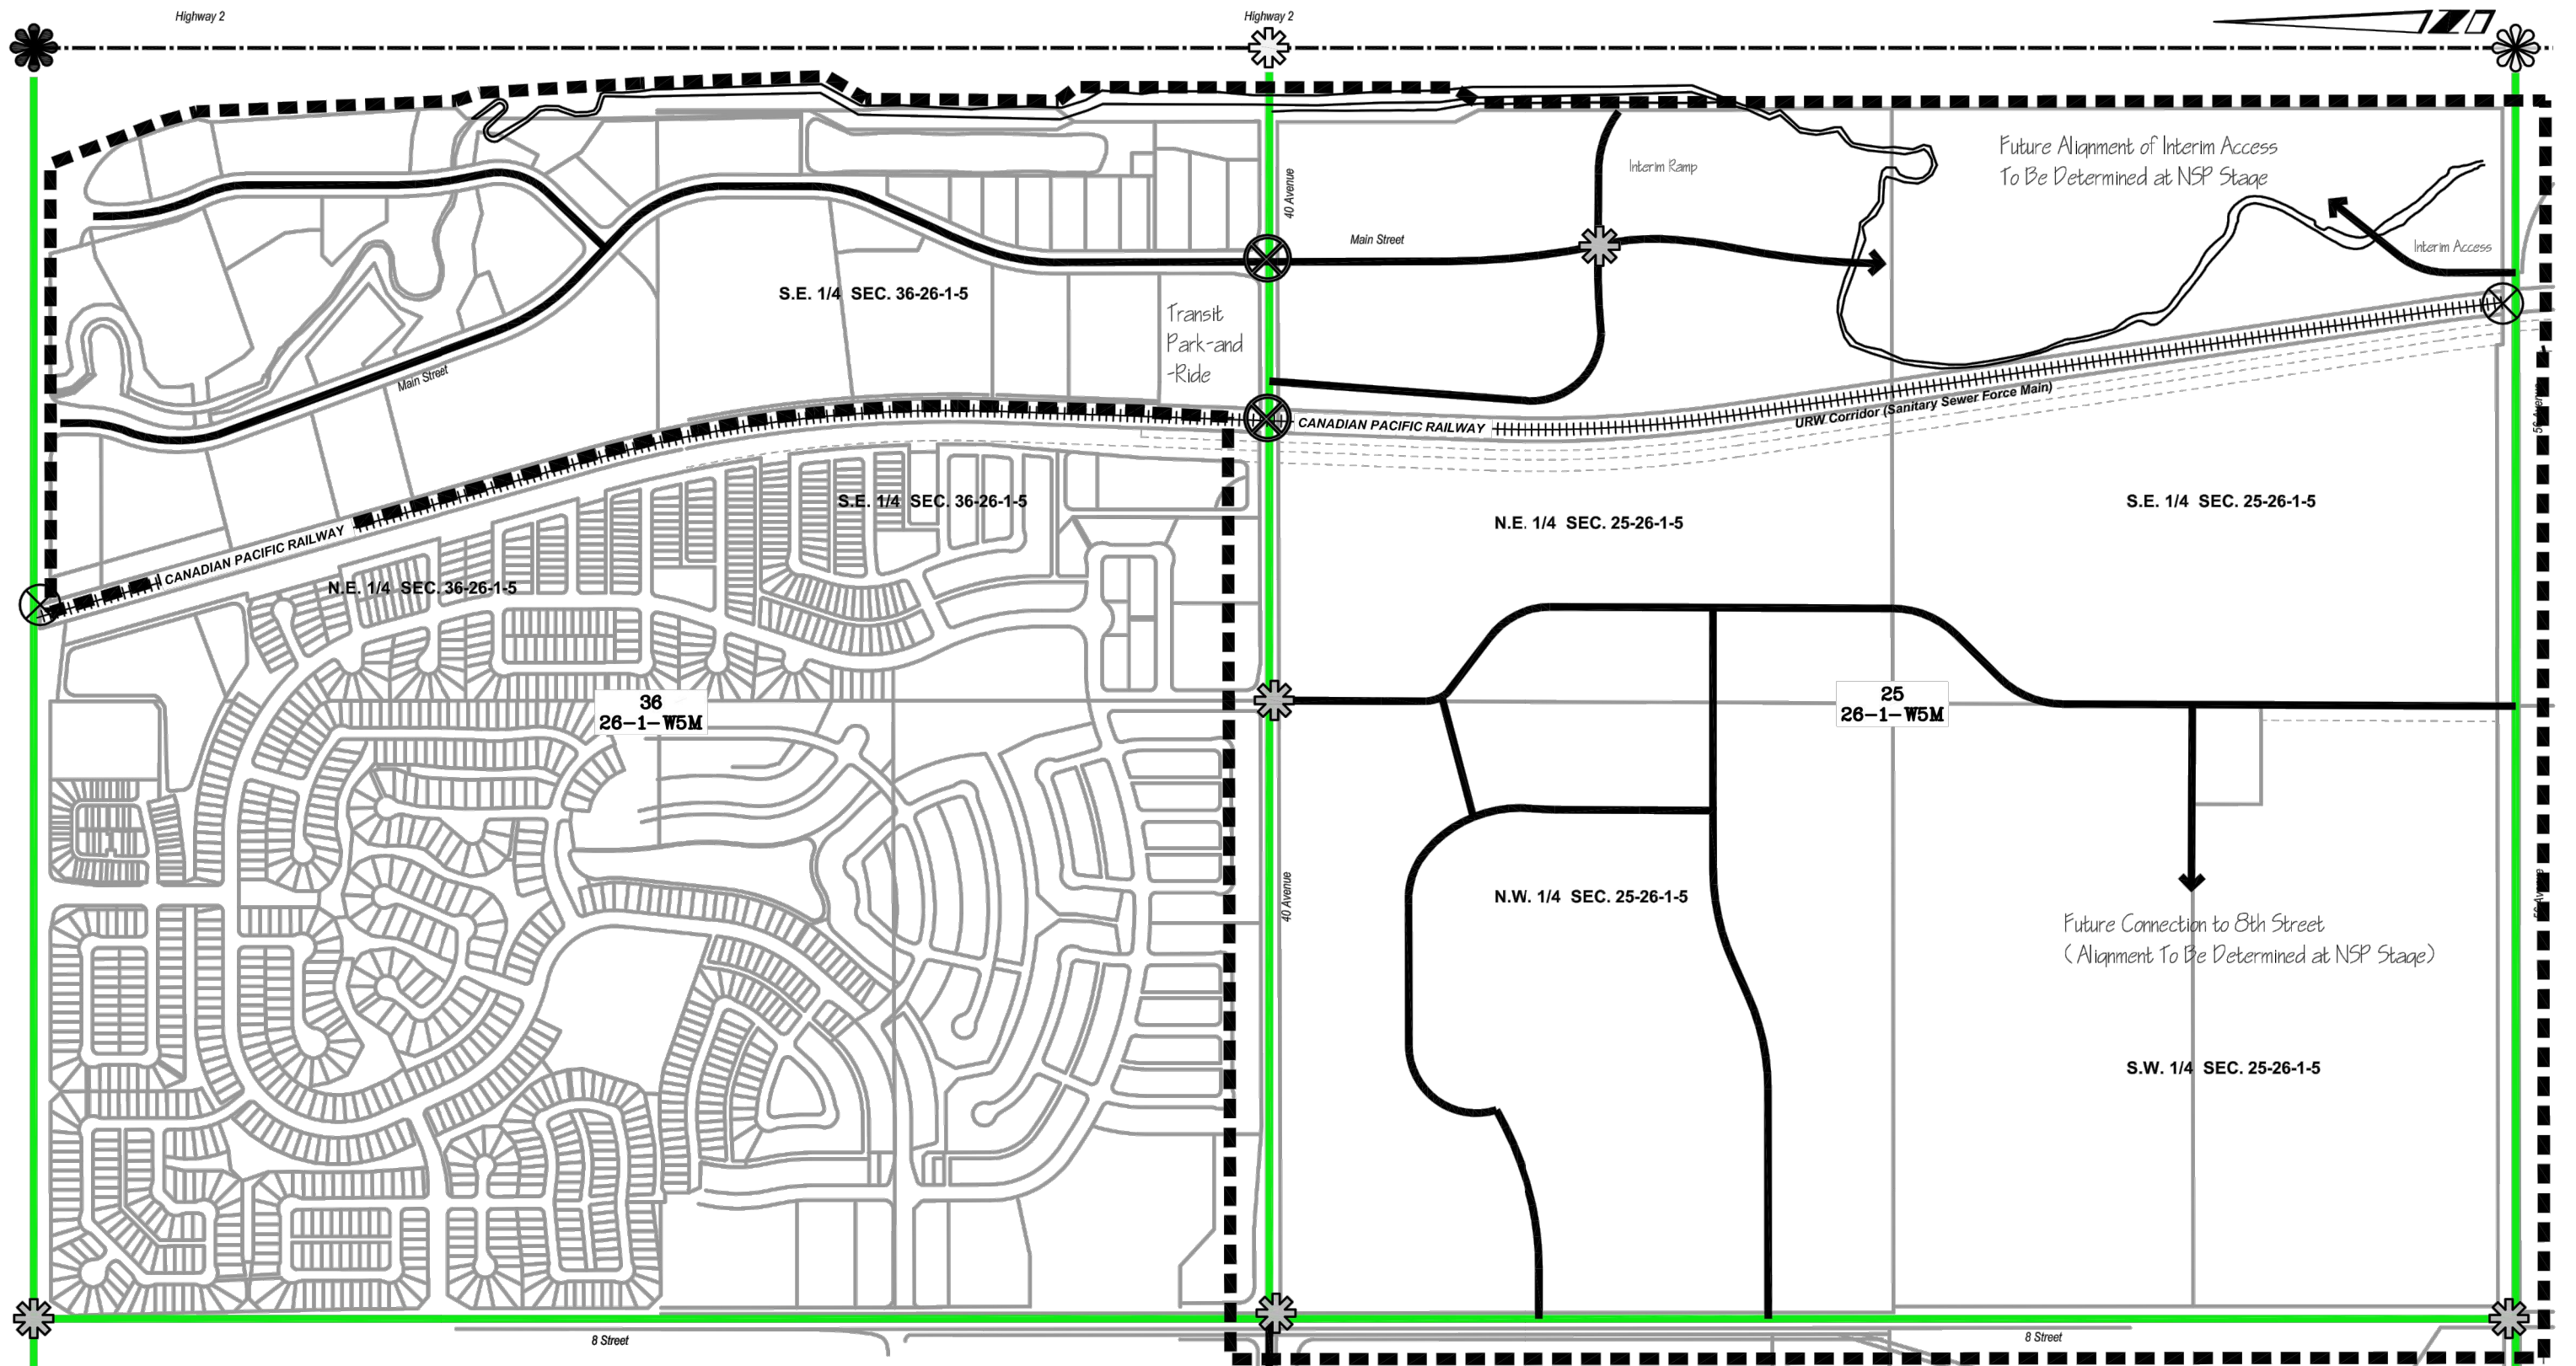 Highway 2
Highway 2
40 Avenue
Interim Ramp
Future Alignment of Interim Access
To Be Determined at NSP Stage
Main Street
Interim Access
S.E. 1/4 SEC. 36-26-1-5
Transit
Park-and
-Ride
Main Street
URW Corridor (Sanitary Sewer Force Main)
56 Avenue
CANADIAN PACIFIC RAILWAY
S.E. 1/4 SEC. 36-26-1-5
S.E. 1/4 SEC. 25-26-1-5
N.E. 1/4 SEC. 25-26-1-5
CANADIAN PACIFIC RAILWAY
N.E. 1/4 SEC. 36-26-1-5
36
26-1-W5M
25
26-1-W5M
40 Avenue
N.W. 1/4 SEC. 25-26-1-5
56 Avenue
Future Connection to 8th Street
( Alignment To Be Determined at NSP Stage)
S.W. 1/4 SEC. 25-26-1-5
8 Street
8 Street